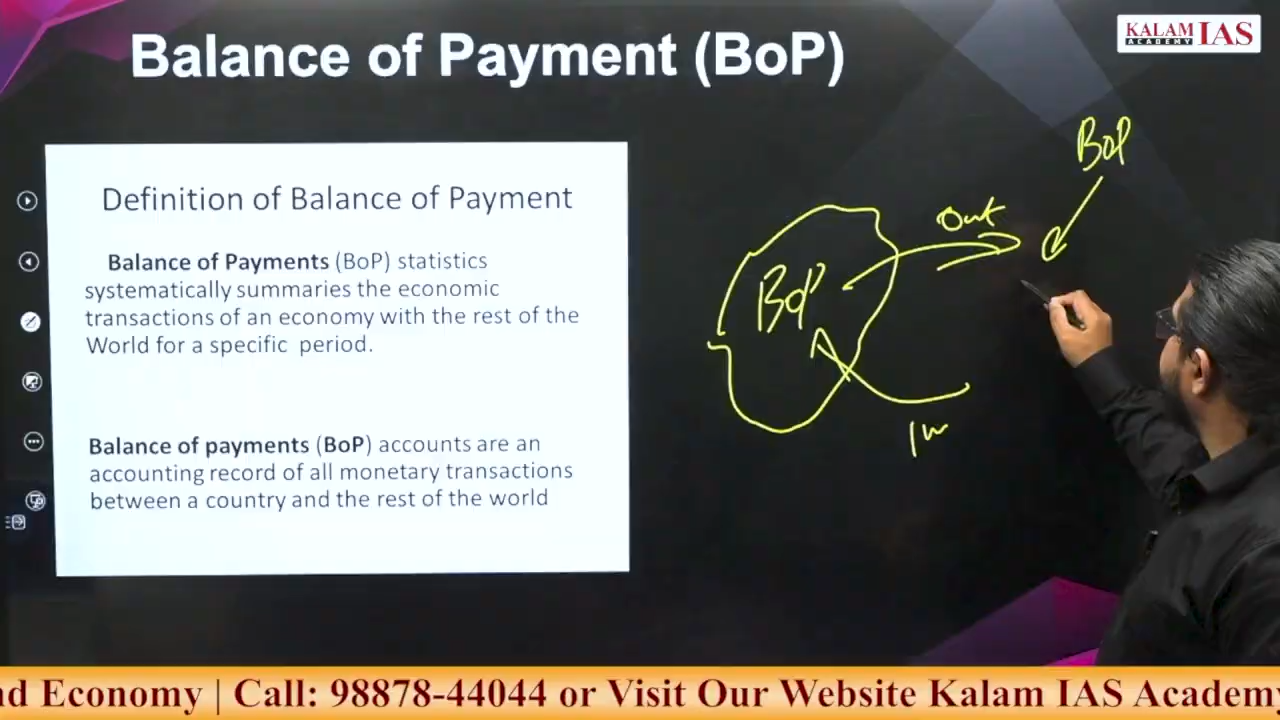 Balance of Payment (BoP)
KALAM
ACADEMY
IAS
Definition of Balance of Payment
Balance of Payments (BoP) statistics
systematically summaries the economic
transactions of an economy with the rest of the
World for a specific period.
Balance of payments (BoP) accounts are an
accounting record of all monetary transactions
between a country and the rest of the world
BoP
Out
BoP
In
nd Economy | Call: 98877-44044 or Visit Our Website Kalam IAS Academy